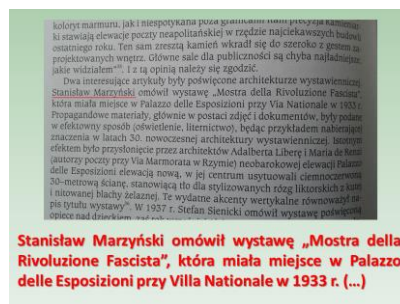 koloryt marmuru, jak i niespotykana poza granicami nam precyzja kamieniar-
ki stawiają elewacje poczty neapolitańskiej w rzędzie najciekawszych budowli
ostatniego roku. Ten sam zresztą kamień wkradł się do szeroko z gestem za-
projektowanych wnętrz. Główne sale dla publiczności są chyba najładniejsze,
jakie widziałem". I z tą opinią należy się zgodzić.
Dwa interesujące artykuły były poświęcone architekturze wystawienniczej.
Stanisław Marzyński omówił wystawę „Mostra della Rivoluzione Fascista",
która miała miejsce w Palazzo delle Esposizioni przy Via Nationale w 1933 r.
Propagandowe materiały, głównie w postaci zdjęć i dokumentów, były podane
w efektowny sposób (oświetlenie, liternictwo), będąc przykładem nabierającej
znaczenia w latach 30. nowoczesnej architektury wystawienniczej. Istotnym
efektem było przysłonięcie przez architektów Adalberta Liberę i Maria de Renzi
(autorzy poczty przy Via Marmorata w Rzymie) neobarokowej elewacji Palazzo
delle Esposizioni elewacją nową, w jej centrum usytuowali ciemnoczerwoną
30-metrową ścianę, stanowiącą tło dla stylizowanych rózg liktorskich z kutej
i nitowanej blachy żelaznej. Te wydatne akcenty wertykalne równoważył na-
pis tytułu wystawy". W 1937 r. Stefan Sienicki omówił wystawę poświęconą
opiece nad dzieckiem,
Stanisław Marzyński omówił wystawę „Mostra della
Rivoluzione Fascista", która miała miejsce w Palazzo
delle Esposizioni przy Villa Nationale w 1933 r. (...)